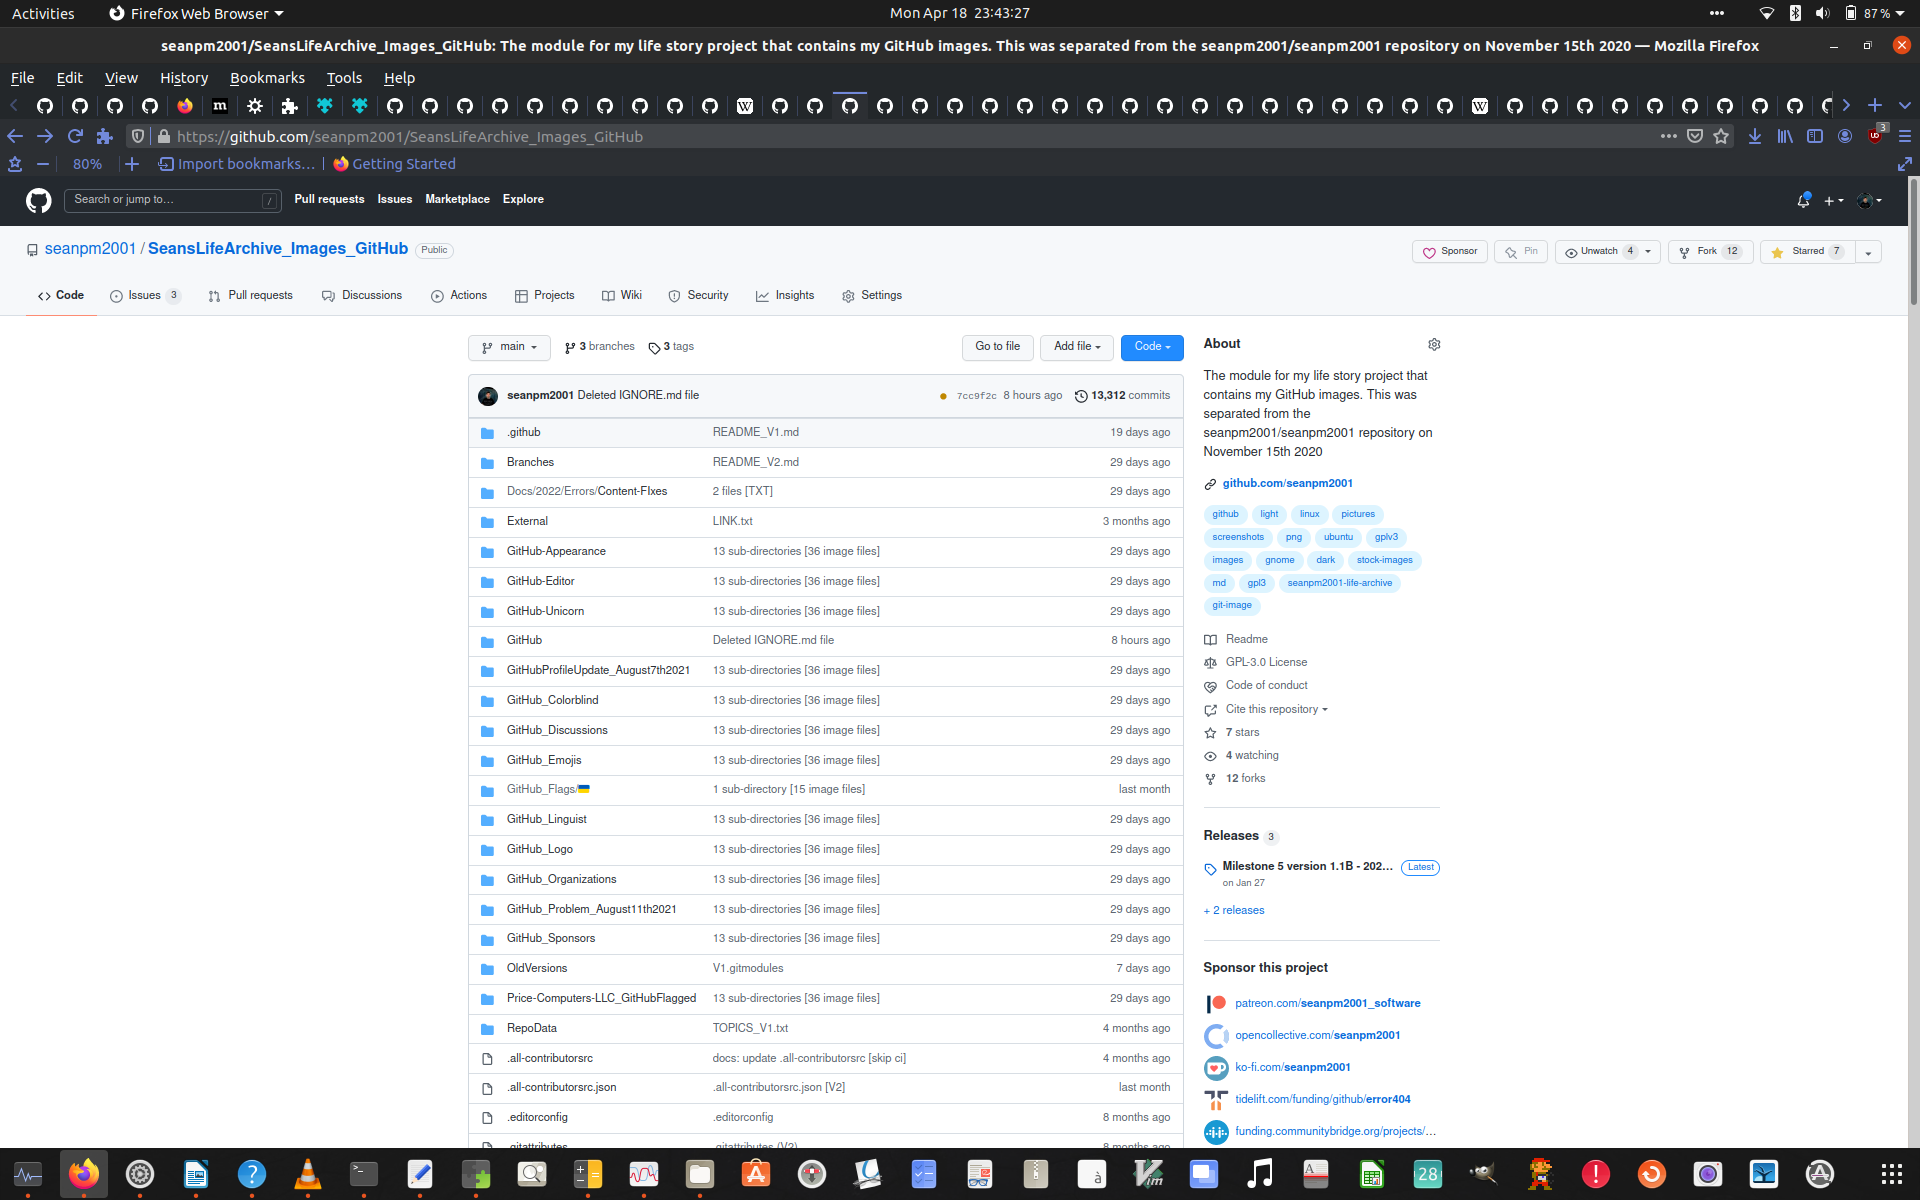 Activities
Firefox Web Browser
Mon Apr 18 23:43:27
87 %
seanpm2001/SeansLifeArchive_Images_GitHub: The module for my life story project that contains my GitHub images. This was separated from the seanpm2001/seanpm2001 repository on November 15th 2020 — Mozilla Firefox
File Edit View History Bookmarks Tools Help
https://github.com/seanpm2001/SeansLifeArchive_Images_GitHub
3
80%
Import bookmarks...
Getting Started
Search or jump to...
/
Pull requests Issues Marketplace Explore
seanpm2001 / SeansLifeArchive_Images_GitHub Public
Sponsor Pin Unwatch 4 Fork 12 Starred 7
Code Issues 3 Pull requests Discussions Actions Projects Wiki Security Insights Settings
main 3 branches 3 tags Go to file Add file Code
seanpm2001 Deleted IGNORE.md file 7cc9f2c 8 hours ago 13,312 commits
.github README_V1.md 19 days ago
Branches README_V2.md 29 days ago
Docs/2022/Errors/Content-FIxes 2 files [TXT] 29 days ago
External LINK.txt 3 months ago
GitHub-Appearance 13 sub-directories [36 image files] 29 days ago
GitHub-Editor 13 sub-directories [36 image files] 29 days ago
GitHub-Unicorn 13 sub-directories [36 image files] 29 days ago
GitHub Deleted IGNORE.md file 8 hours ago
GitHubProfileUpdate_August7th2021 13 sub-directories [36 image files] 29 days ago
GitHub_Colorblind 13 sub-directories [36 image files] 29 days ago
GitHub_Discussions 13 sub-directories [36 image files] 29 days ago
GitHub_Emojis 13 sub-directories [36 image files] 29 days ago
GitHub_Flags/🇺🇦 1 sub-directory [15 image files] last month
GitHub_Linguist 13 sub-directories [36 image files] 29 days ago
GitHub_Logo 13 sub-directories [36 image files] 29 days ago
GitHub_Organizations 13 sub-directories [36 image files] 29 days ago
GitHub_Problem_August11th2021 13 sub-directories [36 image files] 29 days ago
GitHub_Sponsors 13 sub-directories [36 image files] 29 days ago
OldVersions V1.gitmodules 7 days ago
Price-Computers-LLC_GitHubFlagged 13 sub-directories [36 image files] 29 days ago
RepoData TOPICS_V1.txt 4 months ago
.all-contributorsrc docs: update .all-contributorsrc [skip ci] 4 months ago
.all-contributorsrc.json .all-contributorsrc.json [V2] last month
.editorconfig .editorconfig 8 months ago
.gitattributes .gitattributes (V2) 8 months ago
About
The module for my life story project that
contains my GitHub images. This was
separated from the
seanpm2001/seanpm2001 repository on
November 15th 2020
github.com/seanpm2001
github light linux pictures
screenshots png ubuntu gplv3
images gnome dark stock-images
md gpl3 seanpm2001-life-archive
git-image
Readme
GPL-3.0 License
Code of conduct
Cite this repository
7 stars
4 watching
12 forks
Releases 3
Milestone 5 version 1.1B - 202... Latest
on Jan 27
+ 2 releases
Sponsor this project
patreon.com/seanpm2001_software
opencollective.com/seanpm2001
ko-fi.com/seanpm2001
tidelift.com/funding/github/error404
funding.communitybridge.org/projects/...
28